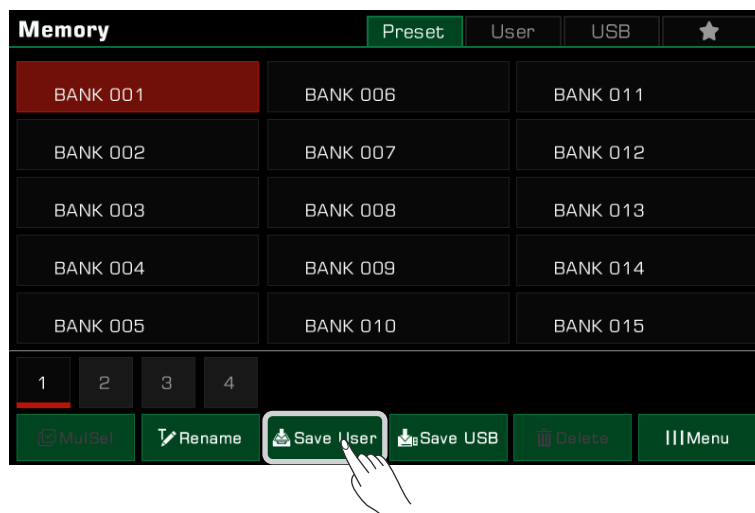 Memory Preset User USB
BANK 001 BANK 006 BANK 011
BANK 002 BANK 007 BANK 012
BANK 003 BANK 008 BANK 013
BANK 004 BANK 009 BANK 014
BANK 005 BANK 010 BANK 015
1 2 3 4
MulSel Rename Save User Save USB Delete Menu